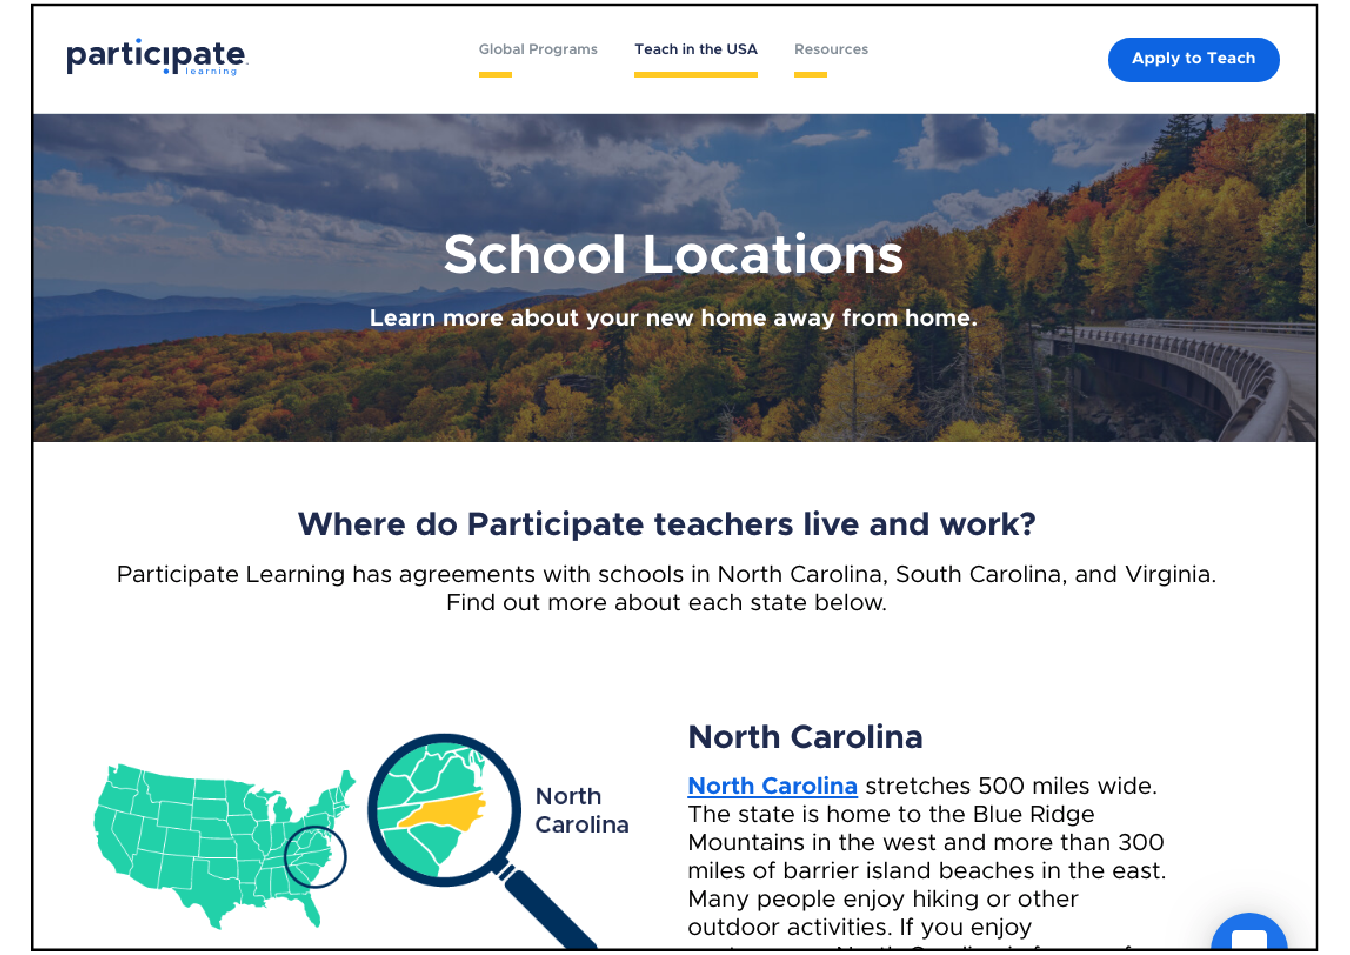 participate.
learning
Global Programs
Teach in the USA
Resources
Apply to Teach
School Locations
Learn more about your new home away from home.
Where do Participate teachers live and work?
Participate Learning has agreements with schools in North Carolina, South Carolina, and Virginia.
Find out more about each state below.
North
Carolina
North Carolina
North Carolina stretches 500 miles wide.
The state is home to the Blue Ridge
Mountains in the west and more than 300
miles of barrier island beaches in the east.
Many people enjoy hiking or other
outdoor activities. If you enjoy